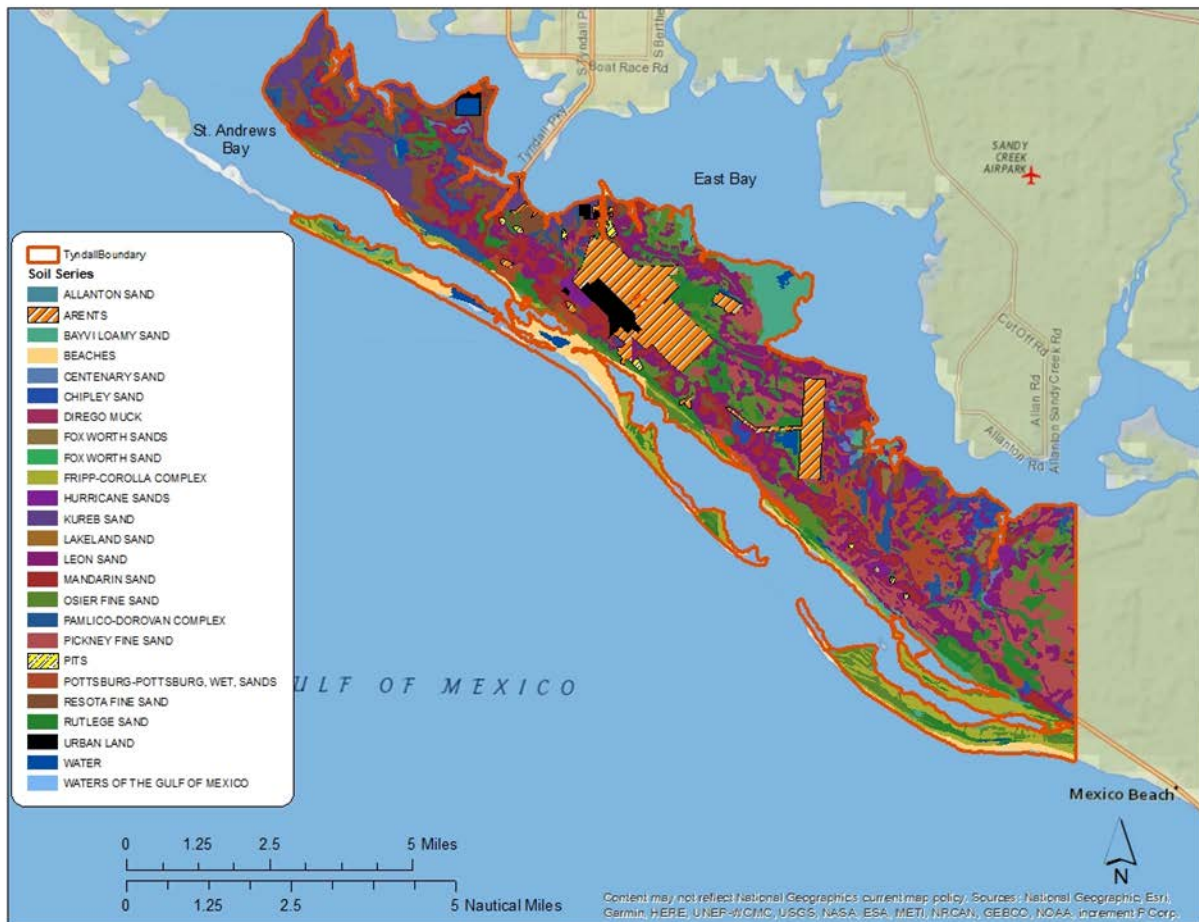 S Tyndall P
S Berthe
Boat Race Rd
St. Andrews
Bay
Tyndall Pky
SANDY
CREEK
AIRPARK
East Bay
TyndallBoundary
Soil Series
ALLANTON SAND
ARENTS
BAYVI LOAMY SAND
BEACHES
CENTENARY SAND
CHIPLEY SAND
DIREGO MUCK
FOXWORTH SANDS
FOXWORTH SAND
FRIPP-COROLLA COMPLEX
HURRICANE SANDS
KUREB SAND
LAKELAND SAND
LEON SAND
MANDARIN SAND
OSIER FINE SAND
PAMLICO-DOROVAN COMPLEX
PICKNEY FINE SAND
PITS
POTTSBURG-POTTSBURG, WET, SANDS
RESOTA FINE SAND
RUTLEGE SAND
URBAN LAND
WATER
WATERS OF THE GULF OF MEXICO
Cut Off Rd
Allan Rd
Allanton Sandy Creek Rd
Allanton Rd
ULF OF MEXICO
Mexico Beach
N
0 1.25 2.5 5 Miles
0 1.25 2.5 5 Nautical Miles
Content may not reflect National Geographic's current map policy. Sources: National Geographic, Esri,
Garmin, HERE, UNEP-WCMC, USGS, NASA, ESA, METI, NRCAN, GEBCO, NOAA, increment P Corp.